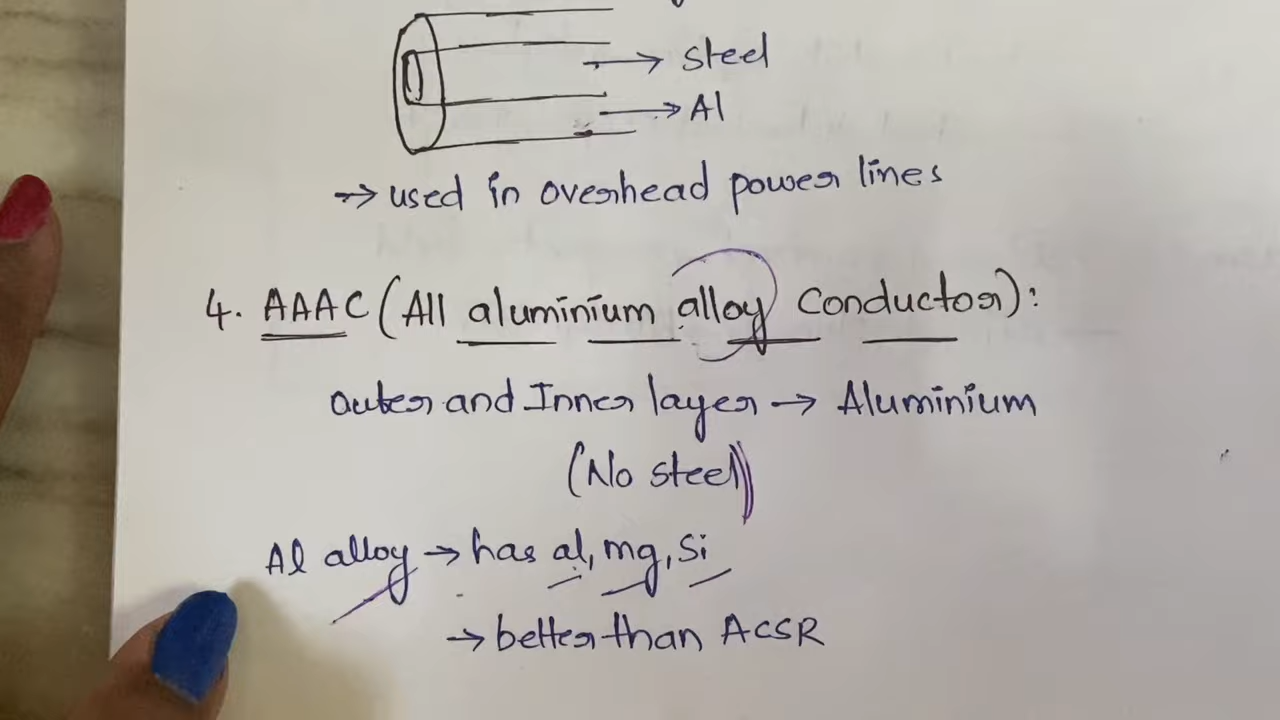 → steel
→ Al
→ used in overhead power lines
4. AAAC (All aluminium alloy Conductor):
outer and Inner layer → Aluminium
(No steel)
Al alloy → has al, mg, Si
→ better than ACSR